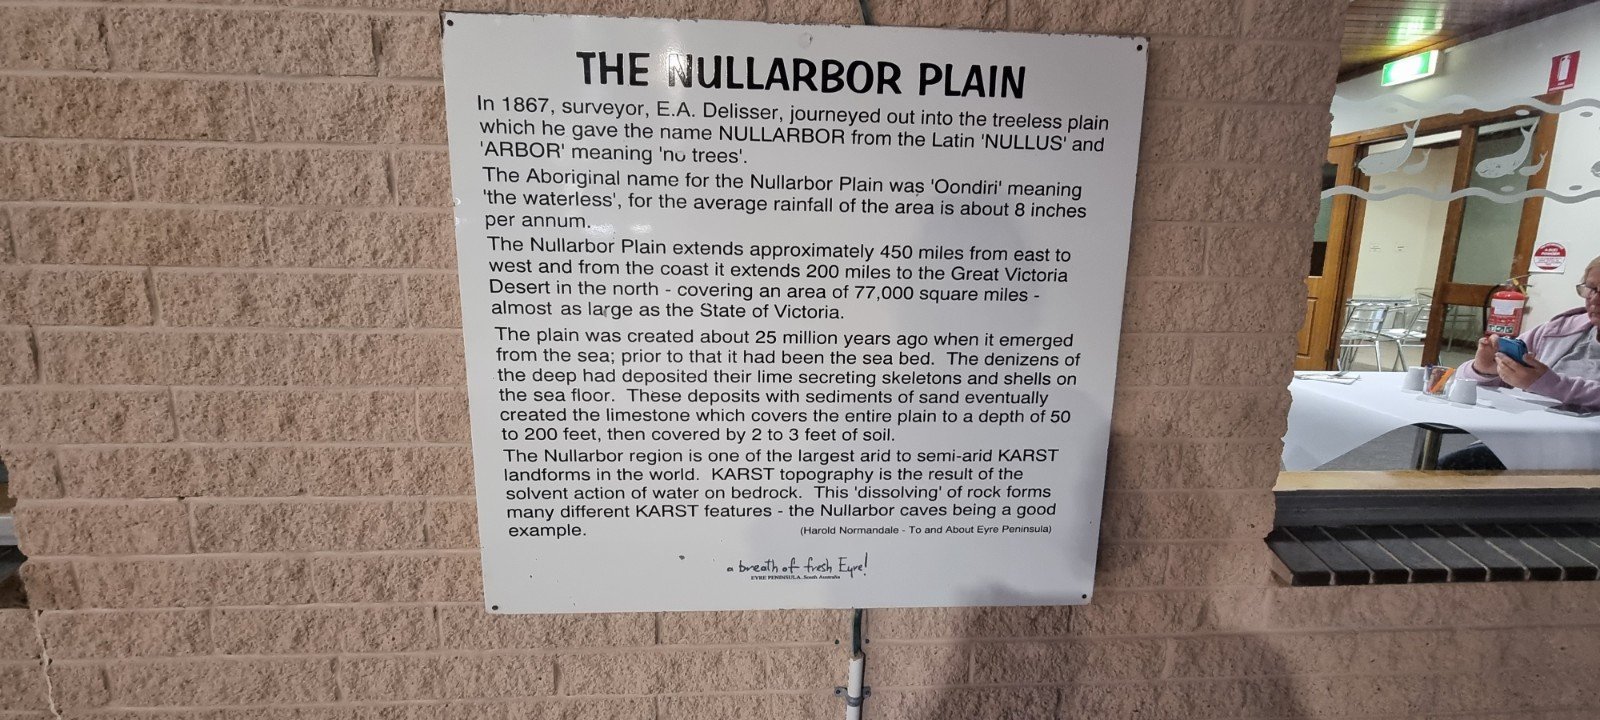 THE NULLARBOR PLAIN
In 1867, surveyor, E.A. Delisser, journeyed out into the treeless plain
which he gave the name NULLARBOR from the Latin 'NULLUS' and
'ARBOR' meaning 'no trees'.
The Aboriginal name for the Nullarbor Plain was 'Oondiri' meaning
'the waterless', for the average rainfall of the area is about 8 inches
per annum.
The Nullarbor Plain extends approximately 450 miles from east to
west and from the coast it extends 200 miles to the Great Victoria
Desert in the north - covering an area of 77,000 square miles -
almost as large as the State of Victoria.
The plain was created about 25 million years ago when it emerged
from the sea; prior to that it had been the sea bed. The denizens of
the deep had deposited their lime secreting skeletons and shells on
the sea floor. These deposits with sediments of sand eventually
created the limestone which covers the entire plain to a depth of 50
to 200 feet, then covered by 2 to 3 feet of soil.
The Nullarbor region is one of the largest arid to semi-arid KARST
landforms in the world. KARST topography is the result of the
solvent action of water on bedrock. This 'dissolving' of rock forms
many different KARST features - the Nullarbor caves being a good
example.
(Harold Normandale - To and About Eyre Peninsula)
a breath of fresh Eyre!
EYRE PENINSULA, South Australia